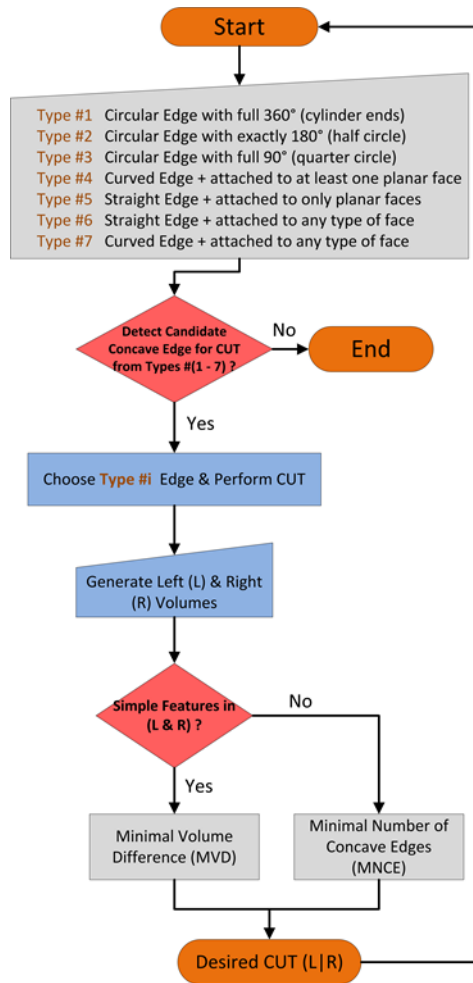 Start
Type #1 Circular Edge with full 360° (cylinder ends)
Type #2 Circular Edge with exactly 180° (half circle)
Type #3 Circular Edge with full 90° (quarter circle)
Type #4 Curved Edge + attached to at least one planar face
Type #5 Straight Edge + attached to only planar faces
Type #6 Straight Edge + attached to any type of face
Type #7 Curved Edge + attached to any type of face
Detect Candidate
Concave Edge for CUT
from Types #(1 - 7) ?
No
End
Yes
Choose Type #i Edge & Perform CUT
Generate Left (L) & Right
(R) Volumes
Simple Features in
(L & R) ?
No
Yes
Minimal Volume
Difference (MVD)
Minimal Number of
Concave Edges
(MNCE)
Desired CUT (L|R)